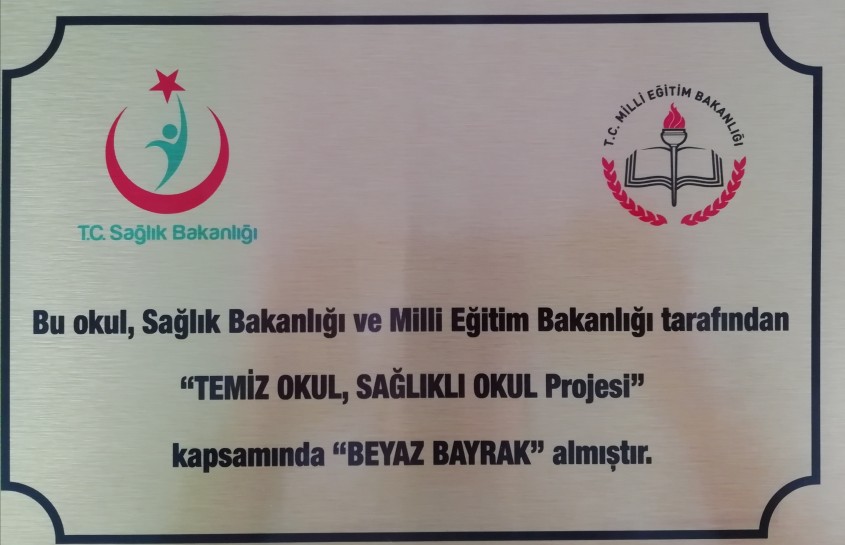 T.C. Sağlık Bakanlığı
T.C. MİLLİ EĞİTİM BAKANLIĞI
Bu okul, Sağlık Bakanlığı ve Milli Eğitim Bakanlığı tarafından
“TEMİZ OKUL, SAĞLIKLI OKUL Projesi”
kapsamında “BEYAZ BAYRAK” almıştır.